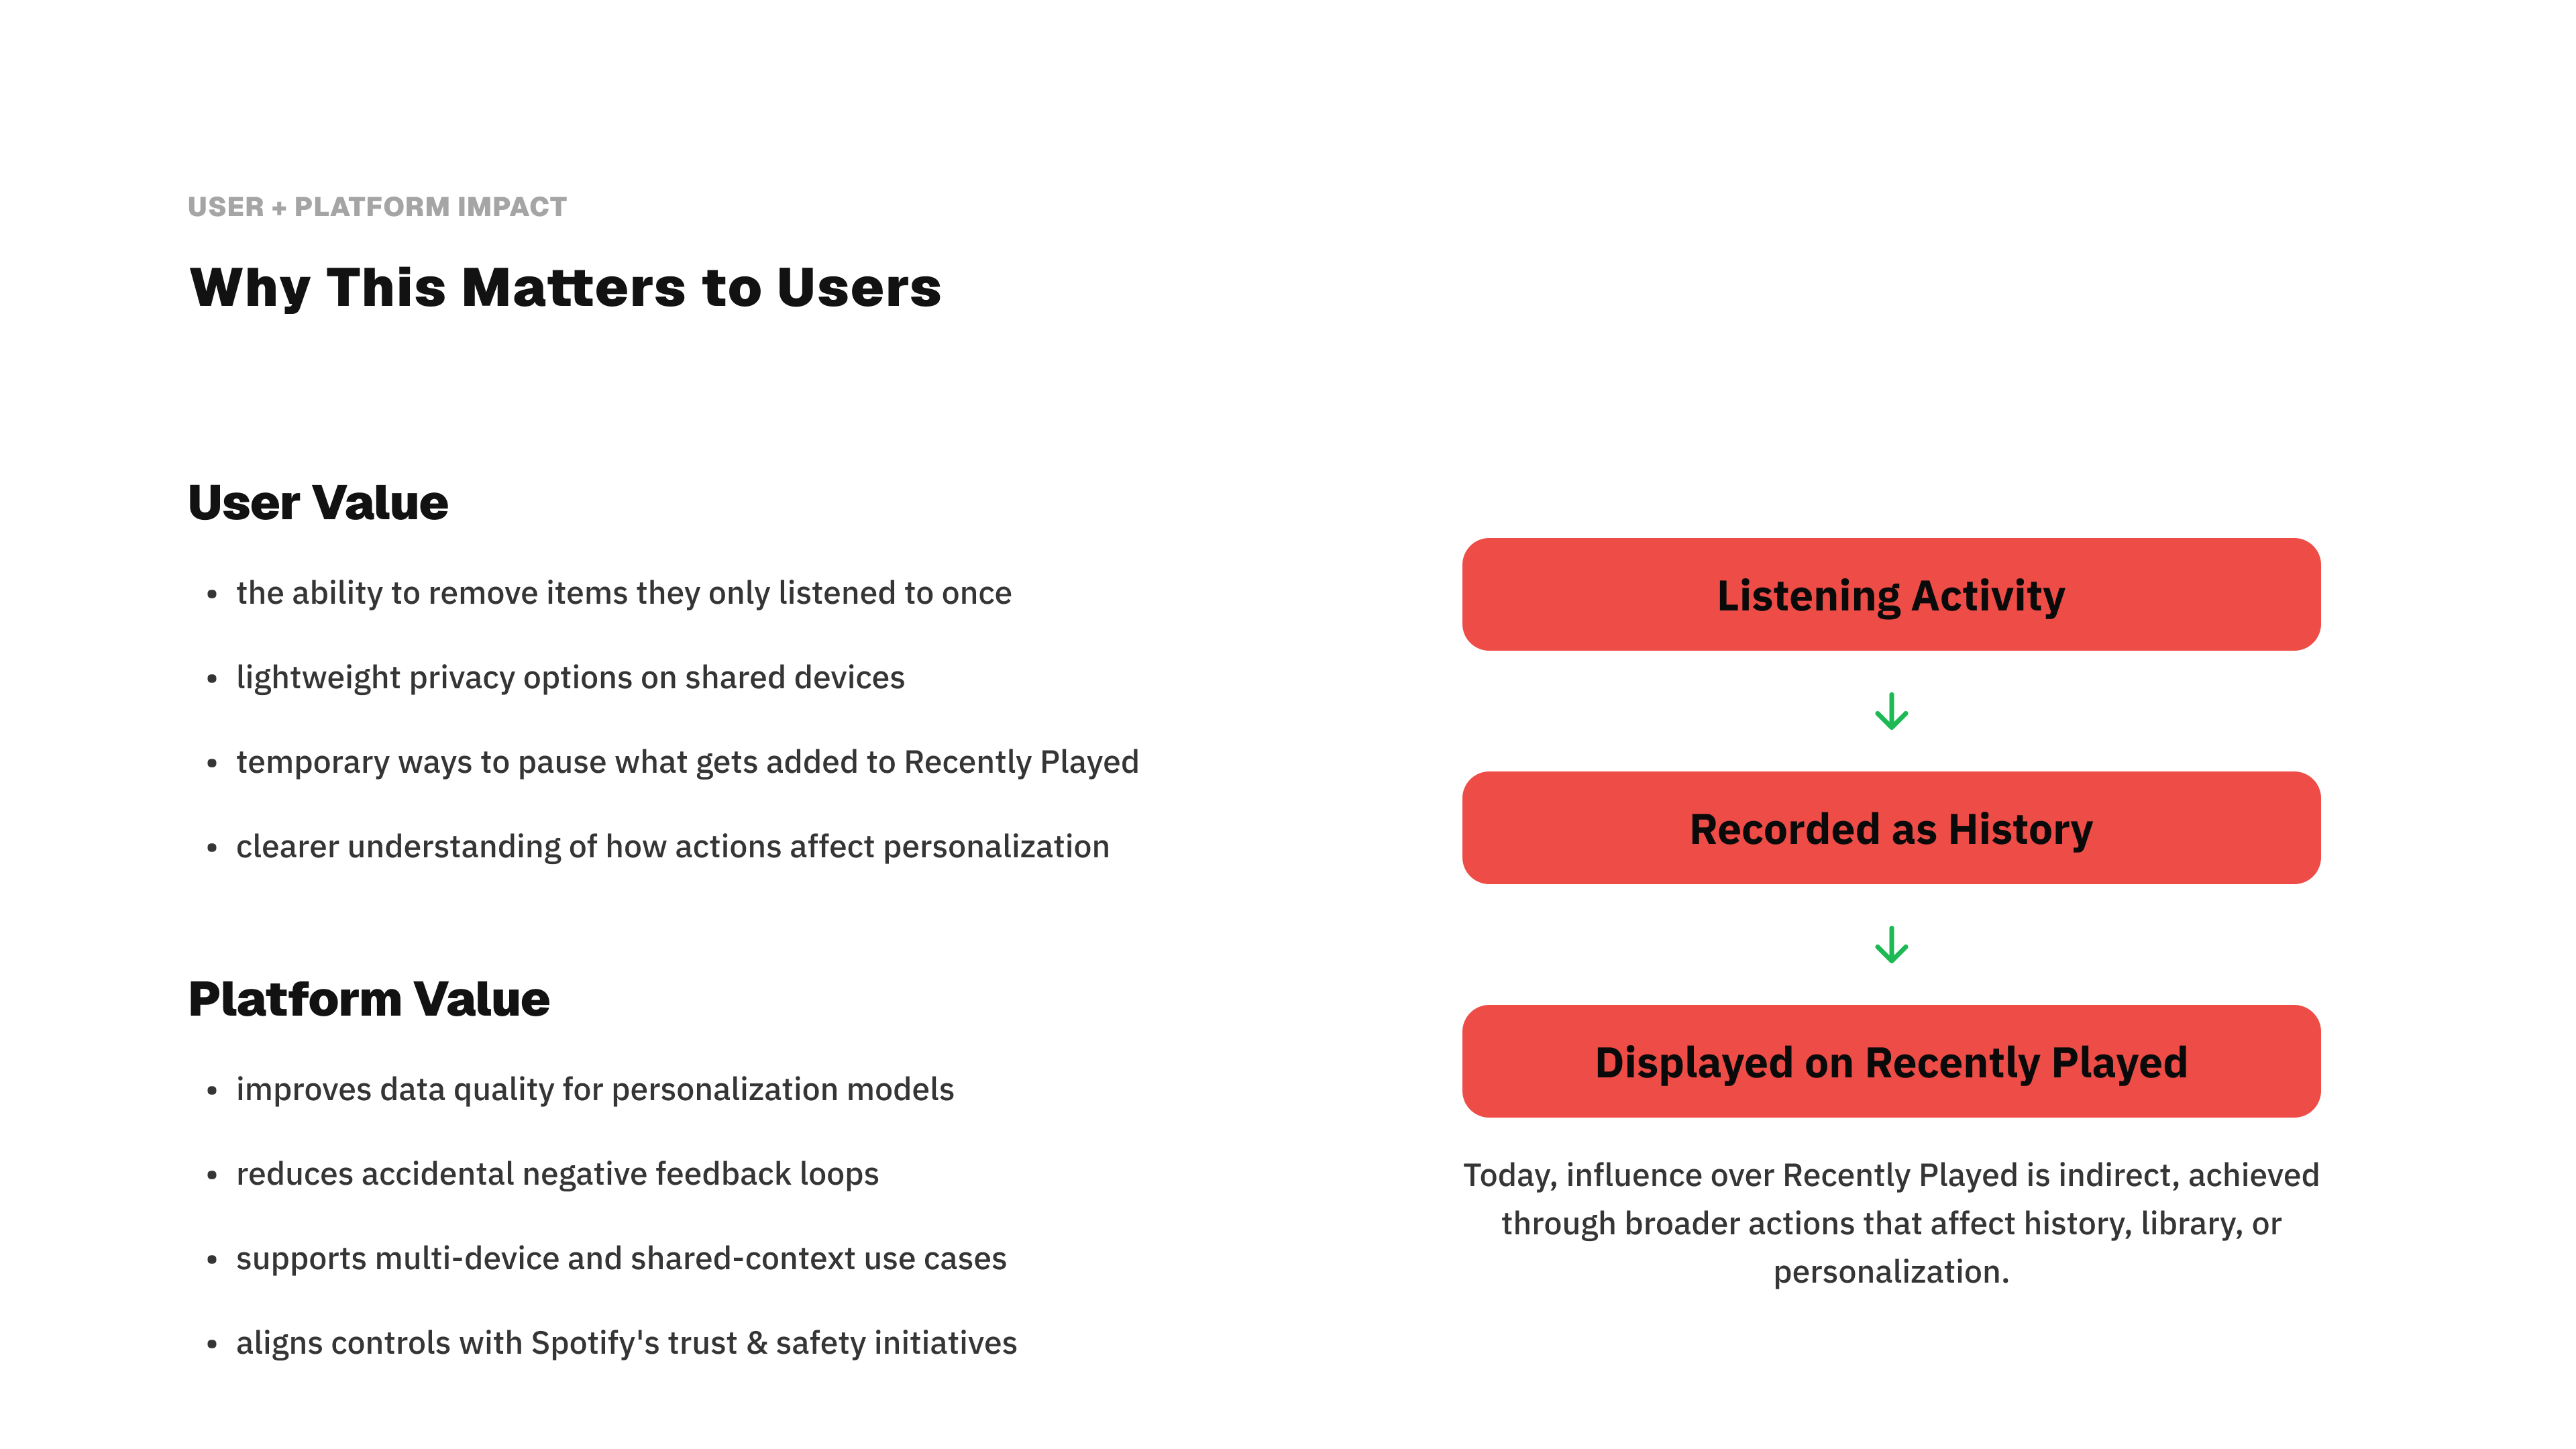 USER + PLATFORM IMPACT
Why This Matters to Users
User Value
• the ability to remove items they only listened to once
• lightweight privacy options on shared devices
• temporary ways to pause what gets added to Recently Played
• clearer understanding of how actions affect personalization
Platform Value
• improves data quality for personalization models
• reduces accidental negative feedback loops
• supports multi-device and shared-context use cases
• aligns controls with Spotify's trust & safety initiatives
Listening Activity
Recorded as History
Displayed on Recently Played
Today, influence over Recently Played is indirect, achieved
through broader actions that affect history, library, or
personalization.